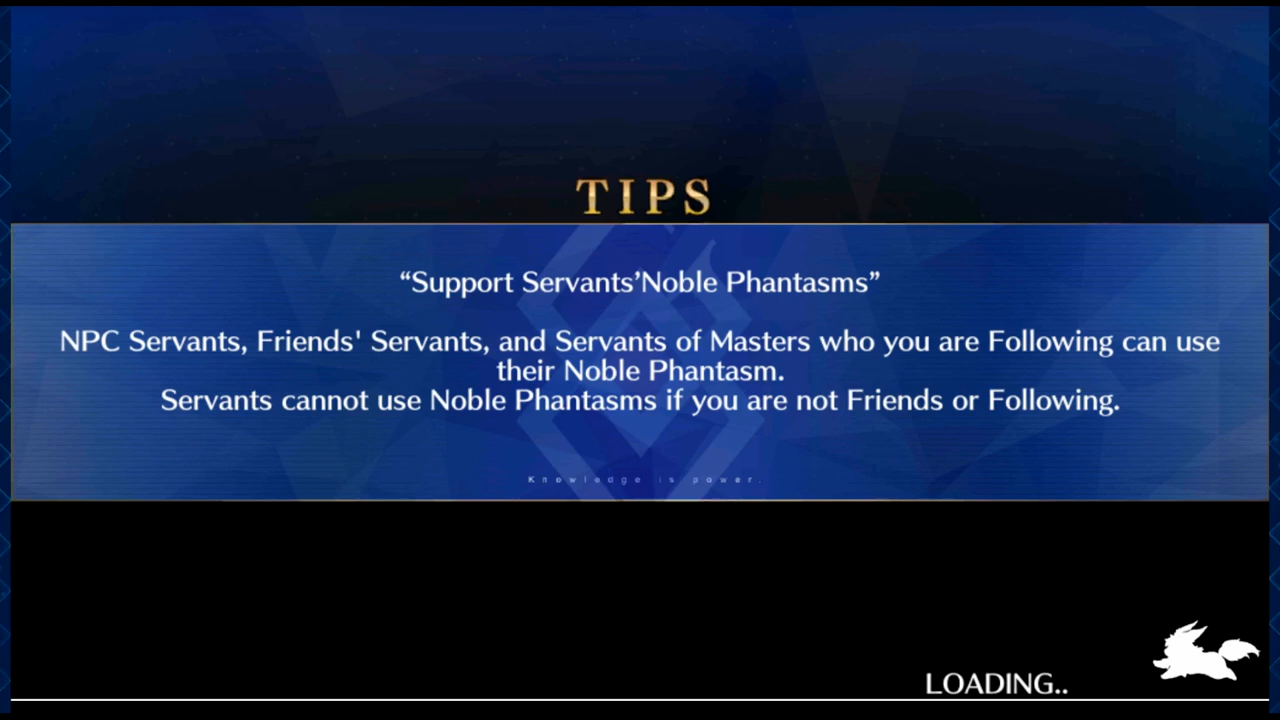 TIPS
“Support Servants’Noble Phantasms”
NPC Servants, Friends' Servants, and Servants of Masters who you are Following can use
their Noble Phantasm.
Servants cannot use Noble Phantasms if you are not Friends or Following.
Knowledge is power.
LOADING..